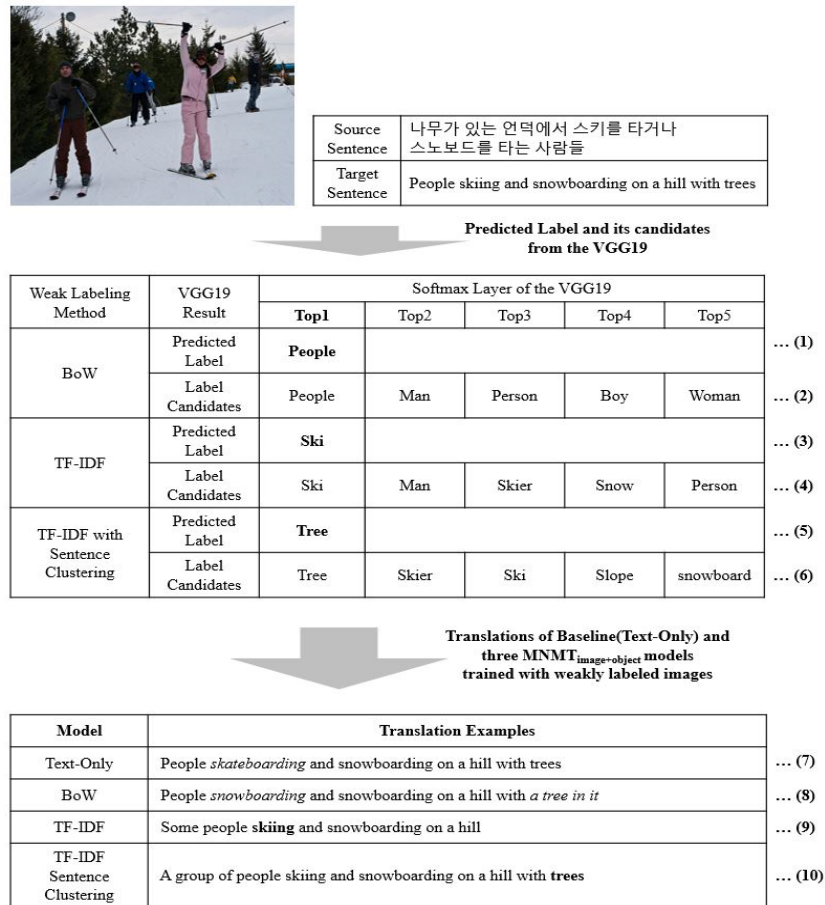 Source
Sentence
나무가 있는 언덕에서 스키를 타거나
스노보드를 타는 사람들
Target
Sentence
People skiing and snowboarding on a hill with trees
Predicted Label and its candidates
from the VGG19
Weak Labeling
Method
VGG19
Result
Softmax Layer of the VGG19
Top1 Top2 Top3 Top4 Top5
BoW
Predicted
Label
People
... (1)
Label
Candidates
People Man Person Boy Woman ... (2)
TF-IDF
Predicted
Label
Ski
... (3)
Label
Candidates
Ski Man Skier Snow Person ... (4)
TF-IDF with
Sentence
Clustering
Predicted
Label
Tree
... (5)
Label
Candidates
Tree Skier Ski Slope snowboard ... (6)
Translations of Baseline(Text-Only) and
three MNMTimage+object models
trained with weakly labeled images
Model Translation Examples
Text-Only People skateboarding and snowboarding on a hill with trees ... (7)
BoW People snowboarding and snowboarding on a hill with a tree in it ... (8)
TF-IDF Some people skiing and snowboarding on a hill ... (9)
TF-IDF
Sentence
Clustering
A group of people skiing and snowboarding on a hill with trees ... (10)